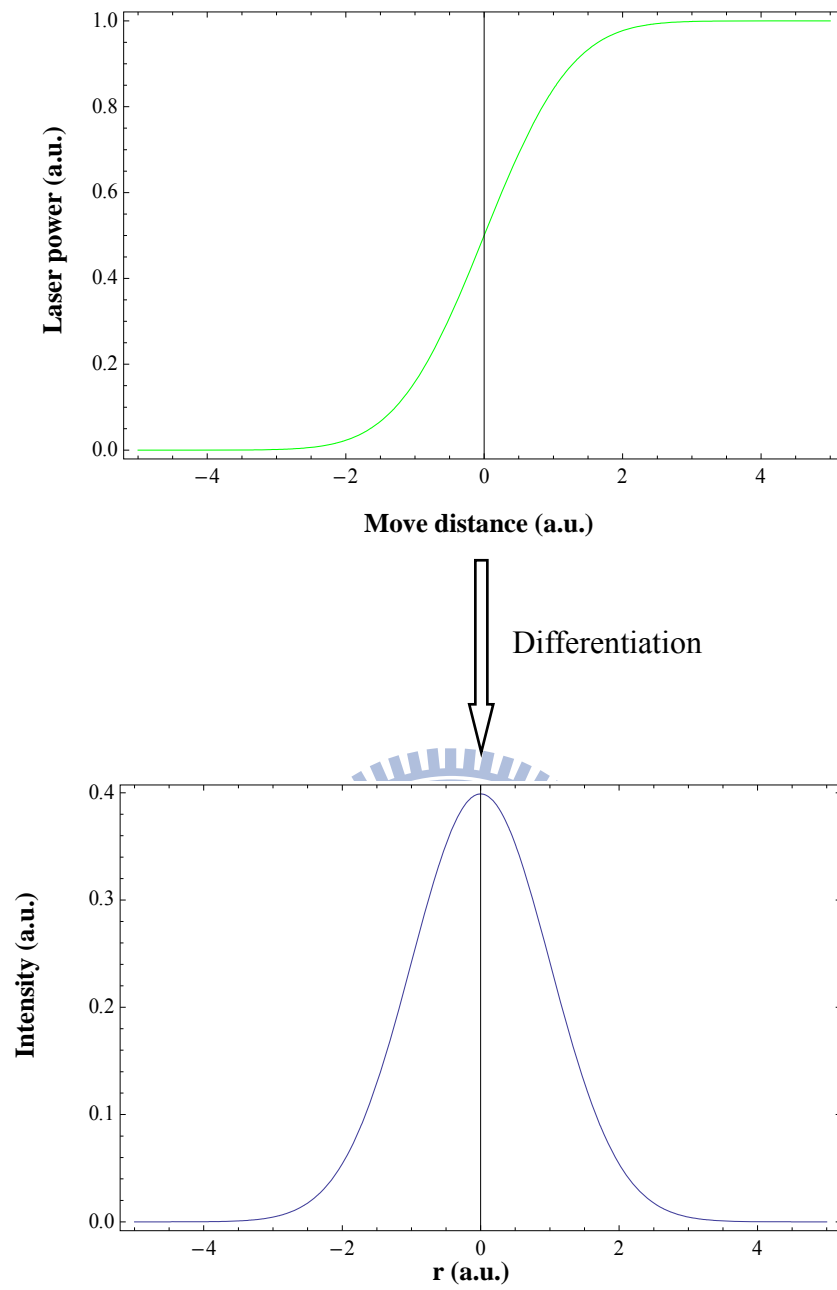 1.0
0.8
0.6
0.4
0.2
0.0
Laser power (a.u.)
−4 −2 0 2 4
Move distance (a.u.)
Differentiation
0.4
0.3
0.2
0.1
0.0
Intensity (a.u.)
−4 −2 0 2 4
r (a.u.)